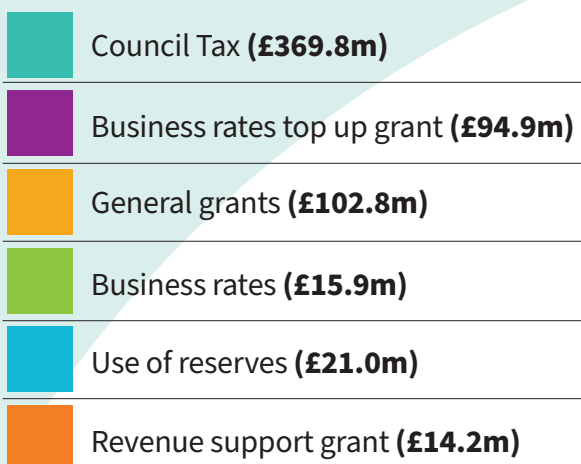 Council Tax (£369.8m)
Business rates top up grant (£94.9m)
General grants (£102.8m)
Business rates (£15.9m)
Use of reserves (£21.0m)
Revenue support grant (£14.2m)